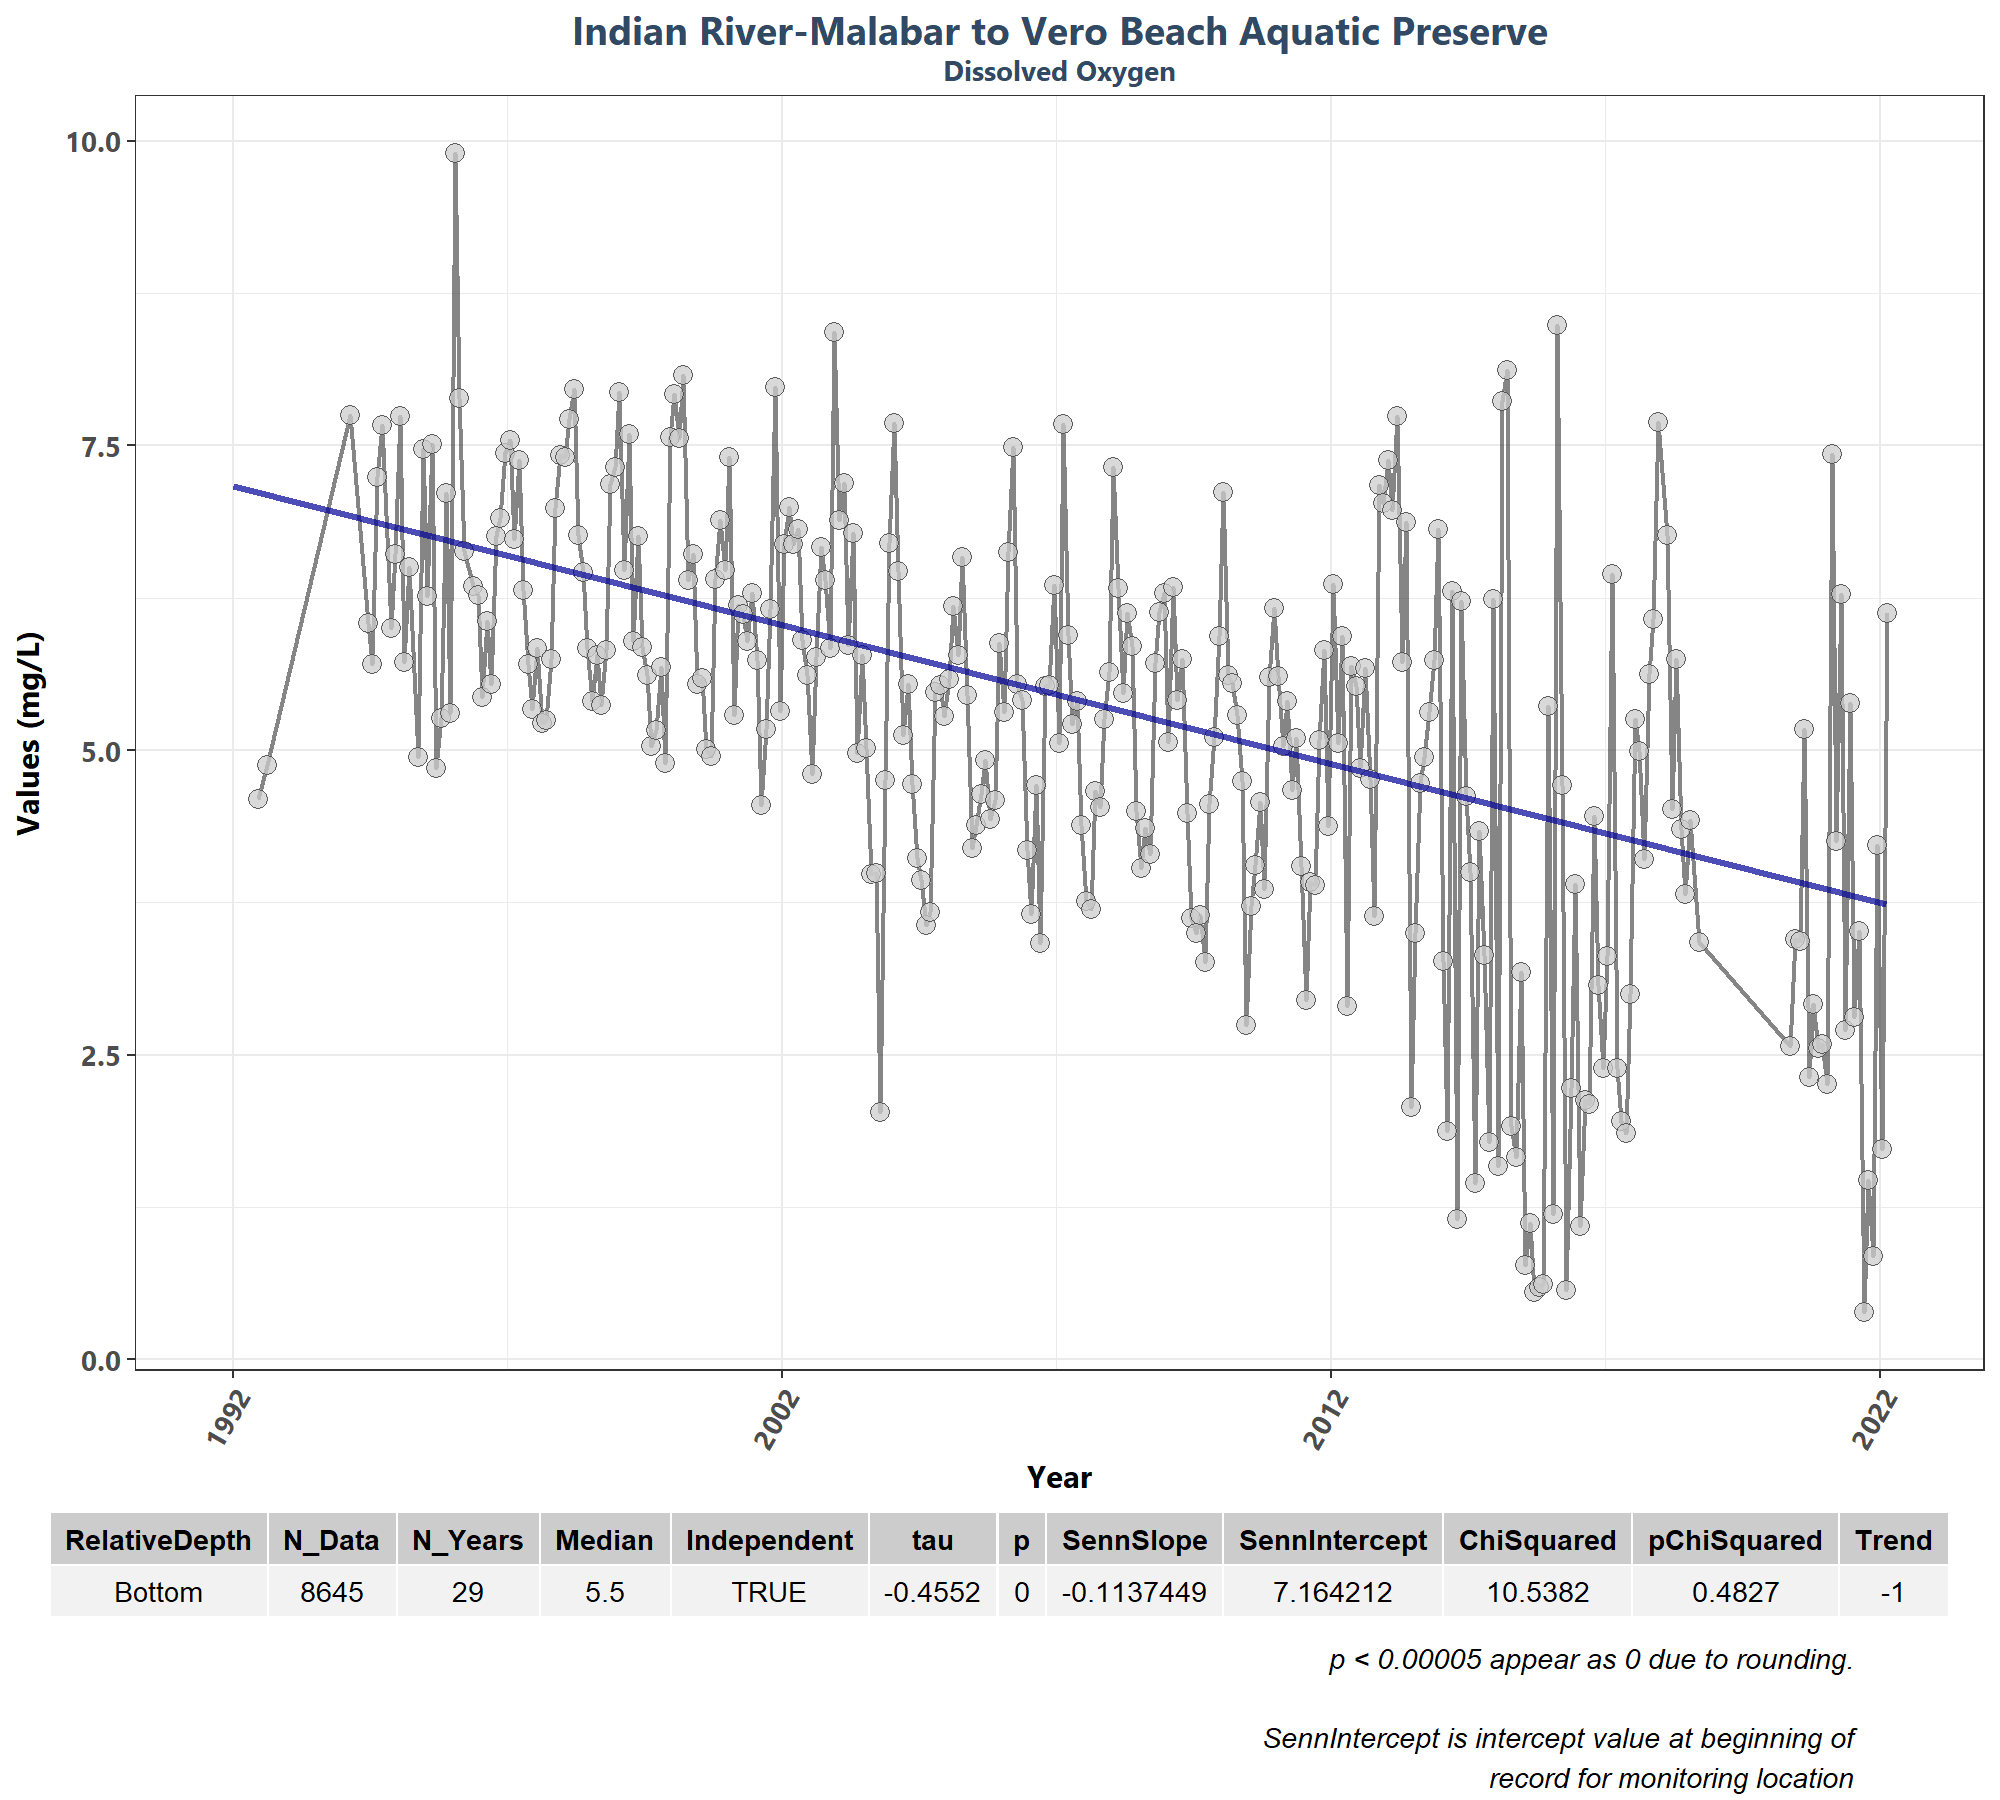 Indian River-Malabar to Vero Beach Aquatic Preserve
Dissolved Oxygen
Values (mg/L)
10.0
7.5
5.0
2.5
0.0
1992 2002 2012 2022
Year
RelativeDepth N_Data N_Years Median Independent tau p SennSlope SennIntercept ChiSquared pChiSquared Trend
Bottom 8645 29 5.5 TRUE -0.4552 0 -0.1137449 7.164212 10.5382 0.4827 -1
p < 0.00005 appear as 0 due to rounding.
SennIntercept is intercept value at beginning of
record for monitoring location